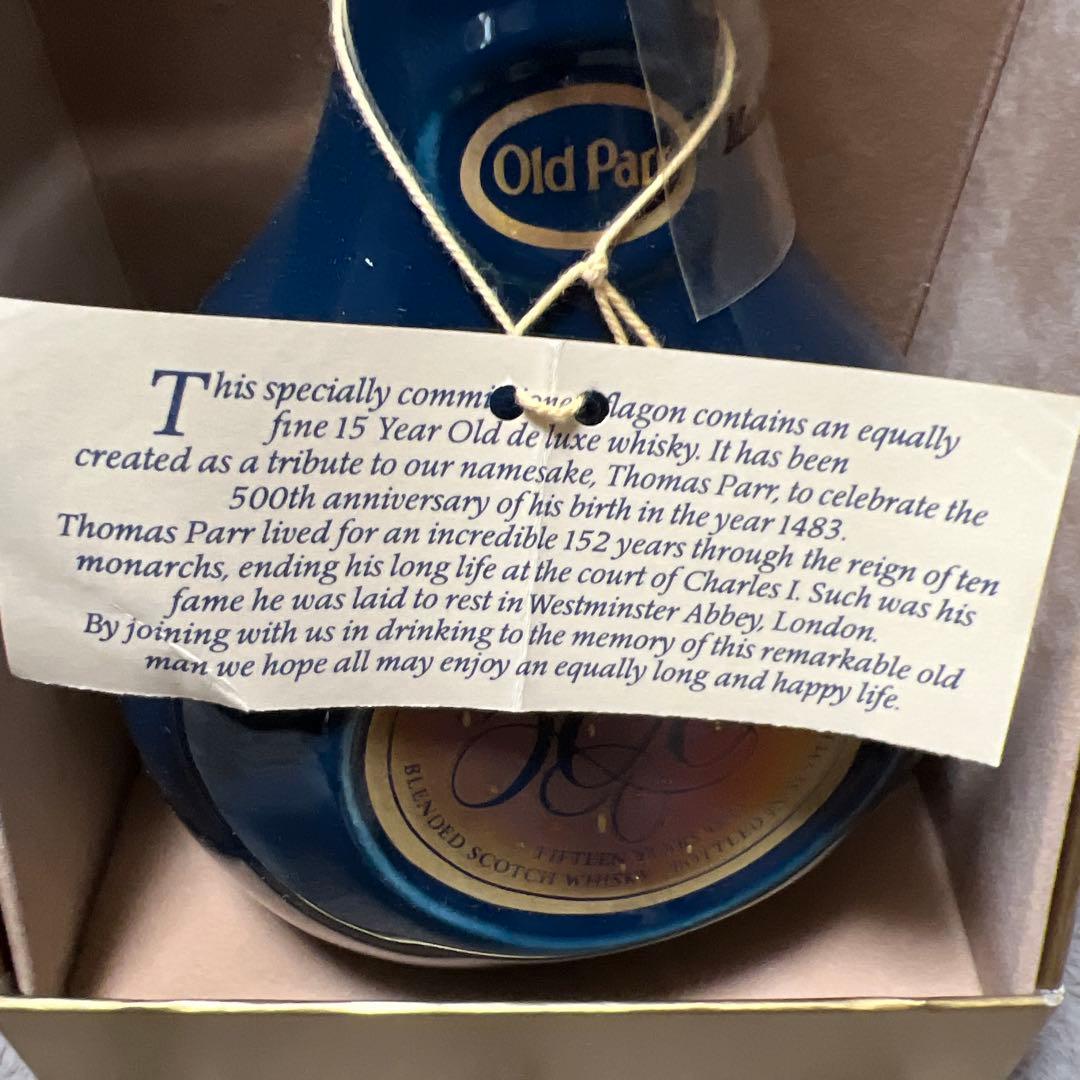 Old Parr
This specially commissioned flagon contains an equally
fine 15 Year Old de luxe whisky. It has been
created as a tribute to our namesake, Thomas Parr, to celebrate the
500th anniversary of his birth in the year 1483.
Thomas Parr lived for an incredible 152 years through the reign of ten
monarchs, ending his long life at the court of Charles I. Such was his
fame he was laid to rest in Westminster Abbey, London.
By joining with us in drinking to the memory of this remarkable old
man we hope all may enjoy an equally long and happy life.
FIFTEEN YEARS
BLENDED SCOTCH WHISKY BOTTLED IN